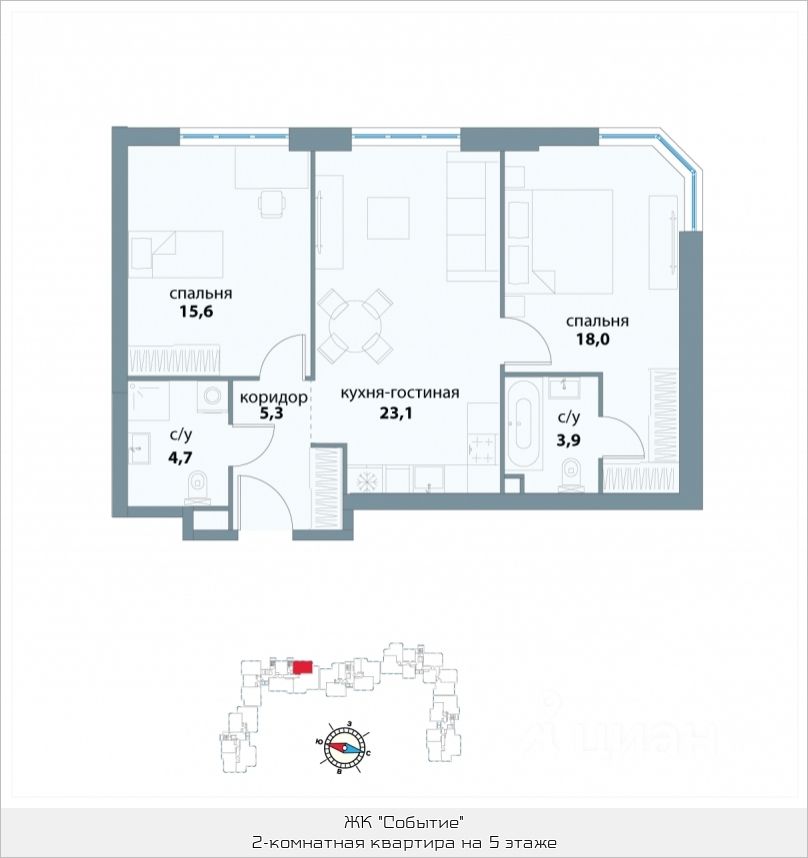 спальня
15,6
спальня
18,0
коридор
5,3
кухня-гостиная
23,1
с/у
3,9
с/у
4,7
З
Ю
С
В
циан
ЖК "Событие"
2-комнатная квартира на 5 этаже